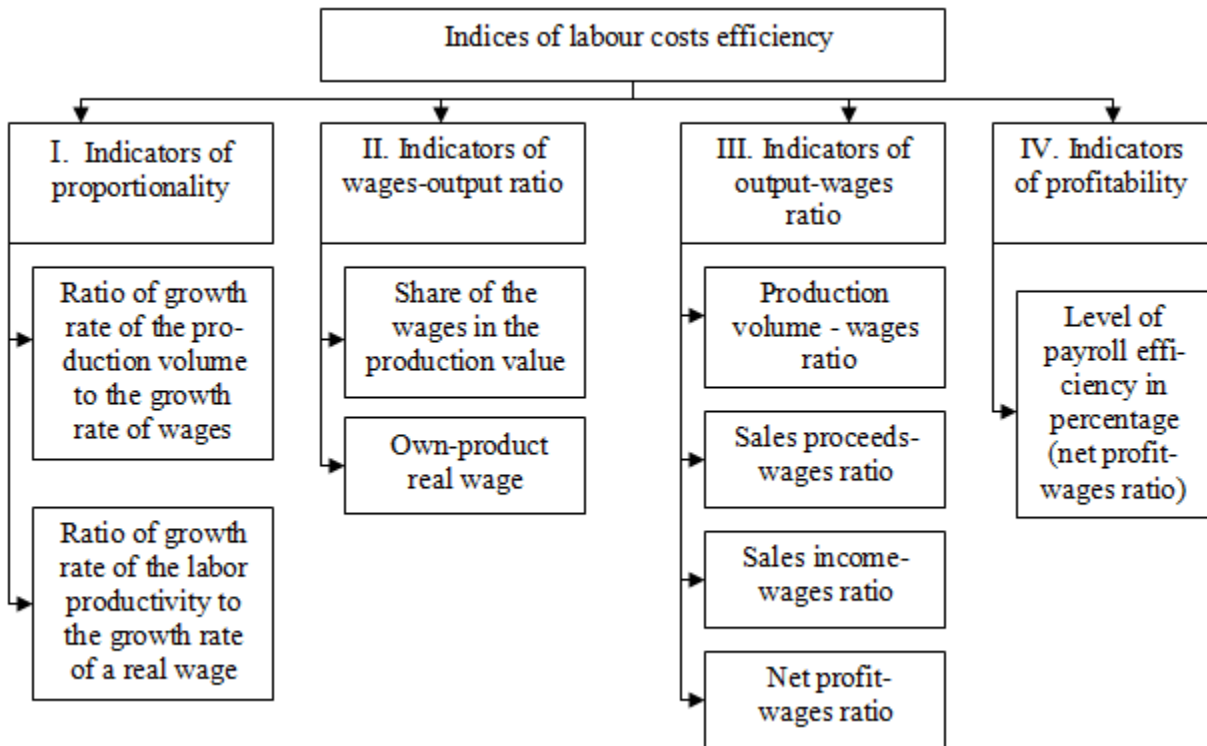 Indices of labour costs efficiency
I. Indicators of
proportionality
II. Indicators of
wages-output ratio
III. Indicators of
output-wages
ratio
IV. Indicators
of profitability
Ratio of growth
rate of the pro-
duction volume
to the growth
rate of wages
Ratio of growth
rate of the labor
productivity to
the growth rate
of a real wage
Share of the
wages in the
production value
Own-product
real wage
Production
volume - wages
ratio
Sales proceeds-
wages ratio
Sales income-
wages ratio
Net profit-
wages ratio
Level of
payroll effi-
ciency in
percentage
(net profit-
wages ratio)